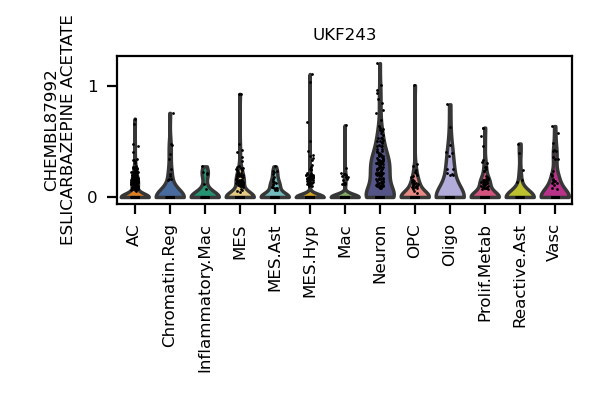 UKF243
CHEMBL87992
ESLICARBAZEPINE ACETATE
1
0
AC
Chromatin.Reg
Inflammatory.Mac
MES
MES.Ast
MES.Hyp
Mac
Neuron
OPC
Oligo
Prolif.Metab
Reactive.Ast
Vasc